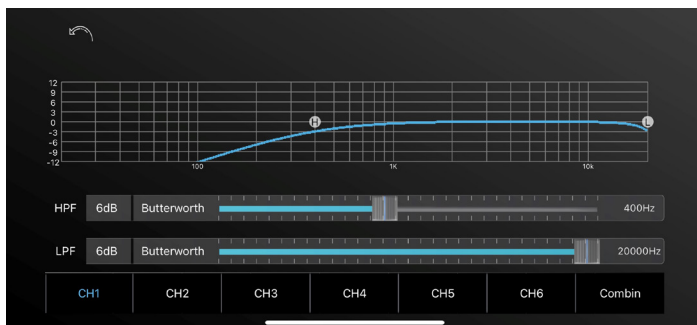 12
9
6
3
0
-3
-6
-9
-12
H
L
100
1K
10k
HPF 6dB Butterworth 400Hz
LPF 6dB Butterworth 20000Hz
CH1 CH2 CH3 CH4 CH5 CH6 Combin